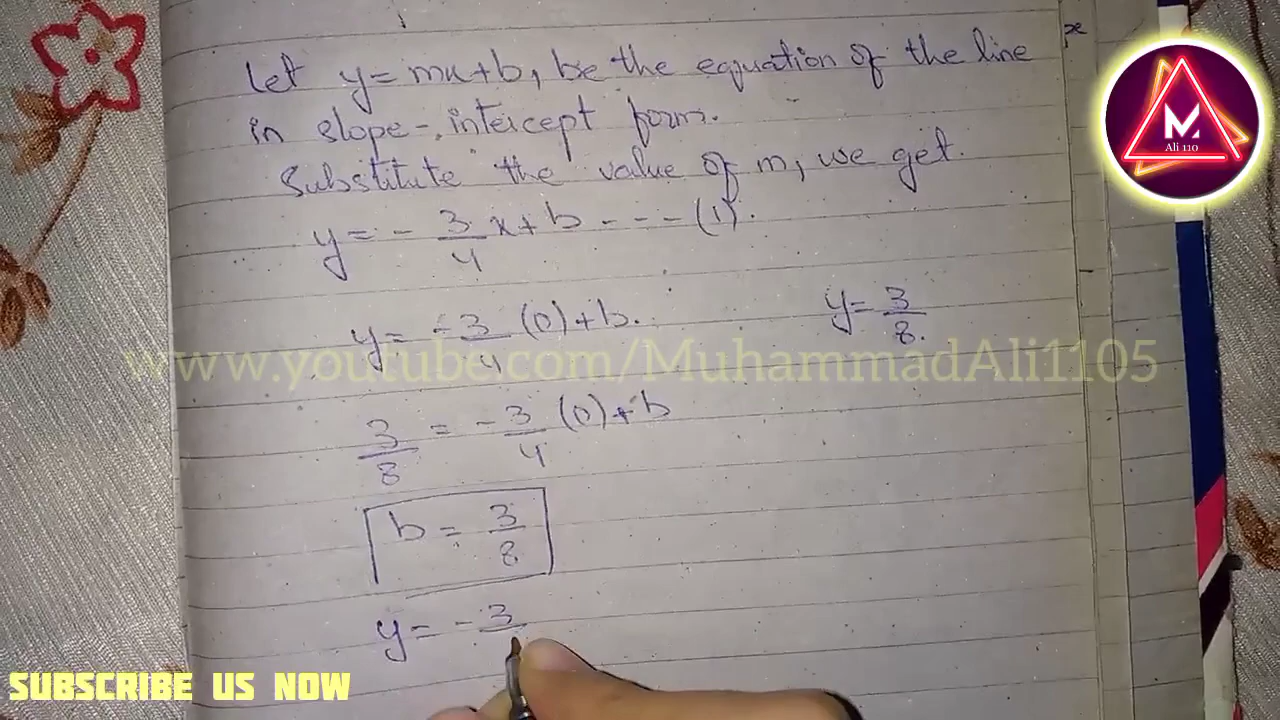 Let y = mx + b, be the equation of the line
in slope-intercept form.
Substitute the value of m, we get.
y = - 3/4 x + b - - - (1).
y = - 3/4 (0) + b.
y = 3/8.
3/8 = - 3/4 (0) + b
b = 3/8
y = - 3
x
M
Ali 110
www.youtube.com/MuhammadAli1105
SUBSCRIBE US NOW